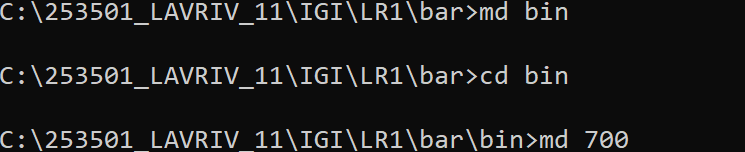 C:\253501_LAVRIV_11\IGI\LR1\bar>md bin
C:\253501_LAVRIV_11\IGI\LR1\bar>cd bin
C:\253501_LAVRIV_11\IGI\LR1\bar\bin>md 700